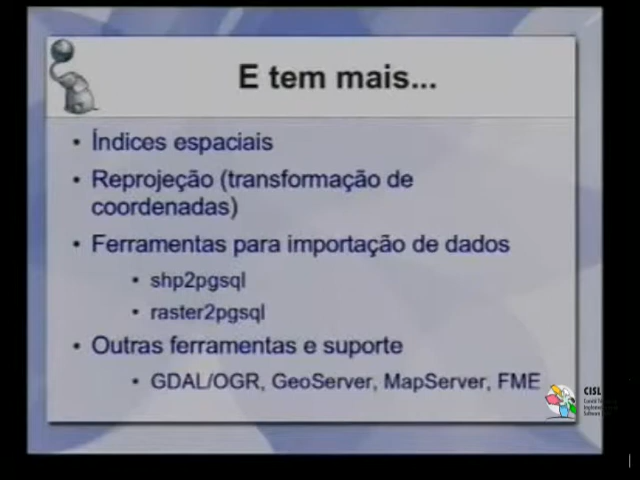 E tem mais...
• Índices espaciais
• Reprojeção (transformação de
coordenadas)
• Ferramentas para importação de dados
• shp2pgsql
• raster2pgsql
• Outras ferramentas e suporte
• GDAL/OGR, GeoServer, MapServer, FME
CISL